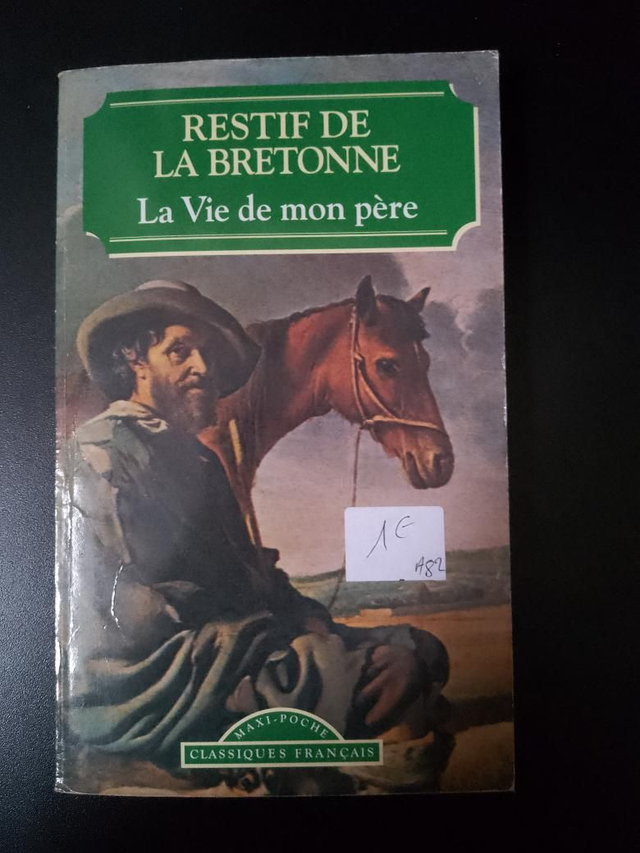 RESTIF DE
LA BRETONNE
La Vie de mon père
1€
A82
MAXI-POCHE
CLASSIQUES FRANÇAIS